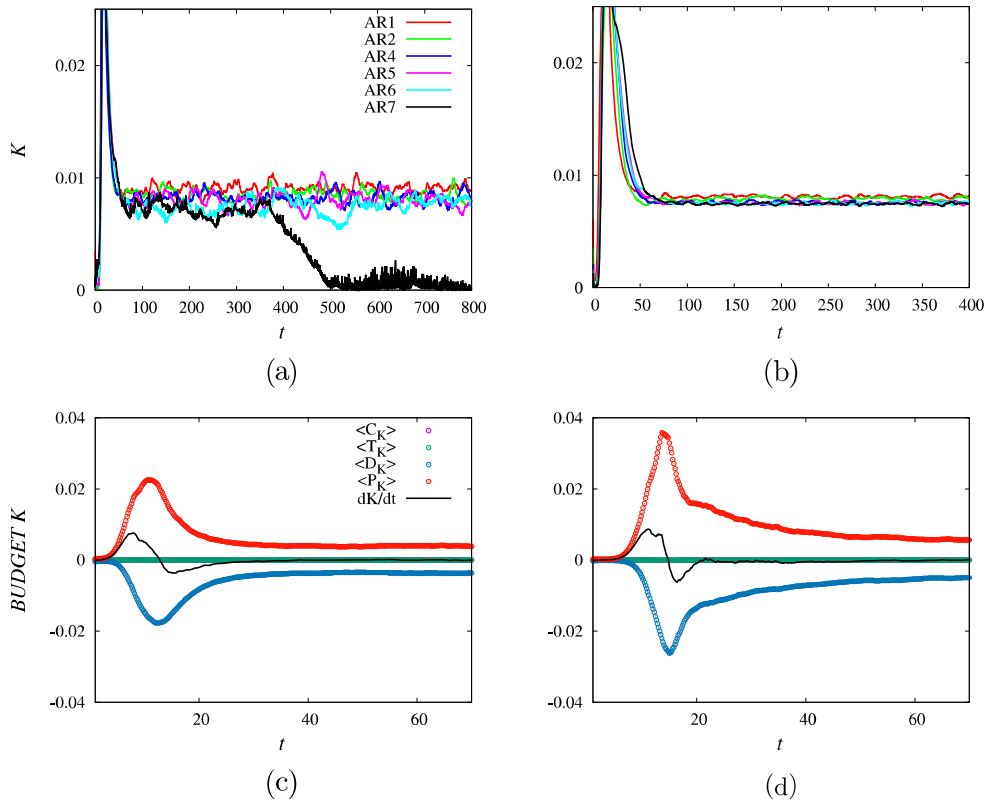 K
0.02
0.01
0
0 100 200 300 400 500 600 700 800
t
AR1
AR2
AR4
AR5
AR6
AR7
(a)
0.02
0.01
0
0 50 100 150 200 250 300 350 400
t
(b)
BUDGET K
0.04
0.02
0
-0.02
-0.04
20 40 60
t
<C_K>
<T_K>
<D_K>
<P_K>
dK/dt
(c)
0.04
0.02
0
-0.02
-0.04
20 40 60
t
(d)